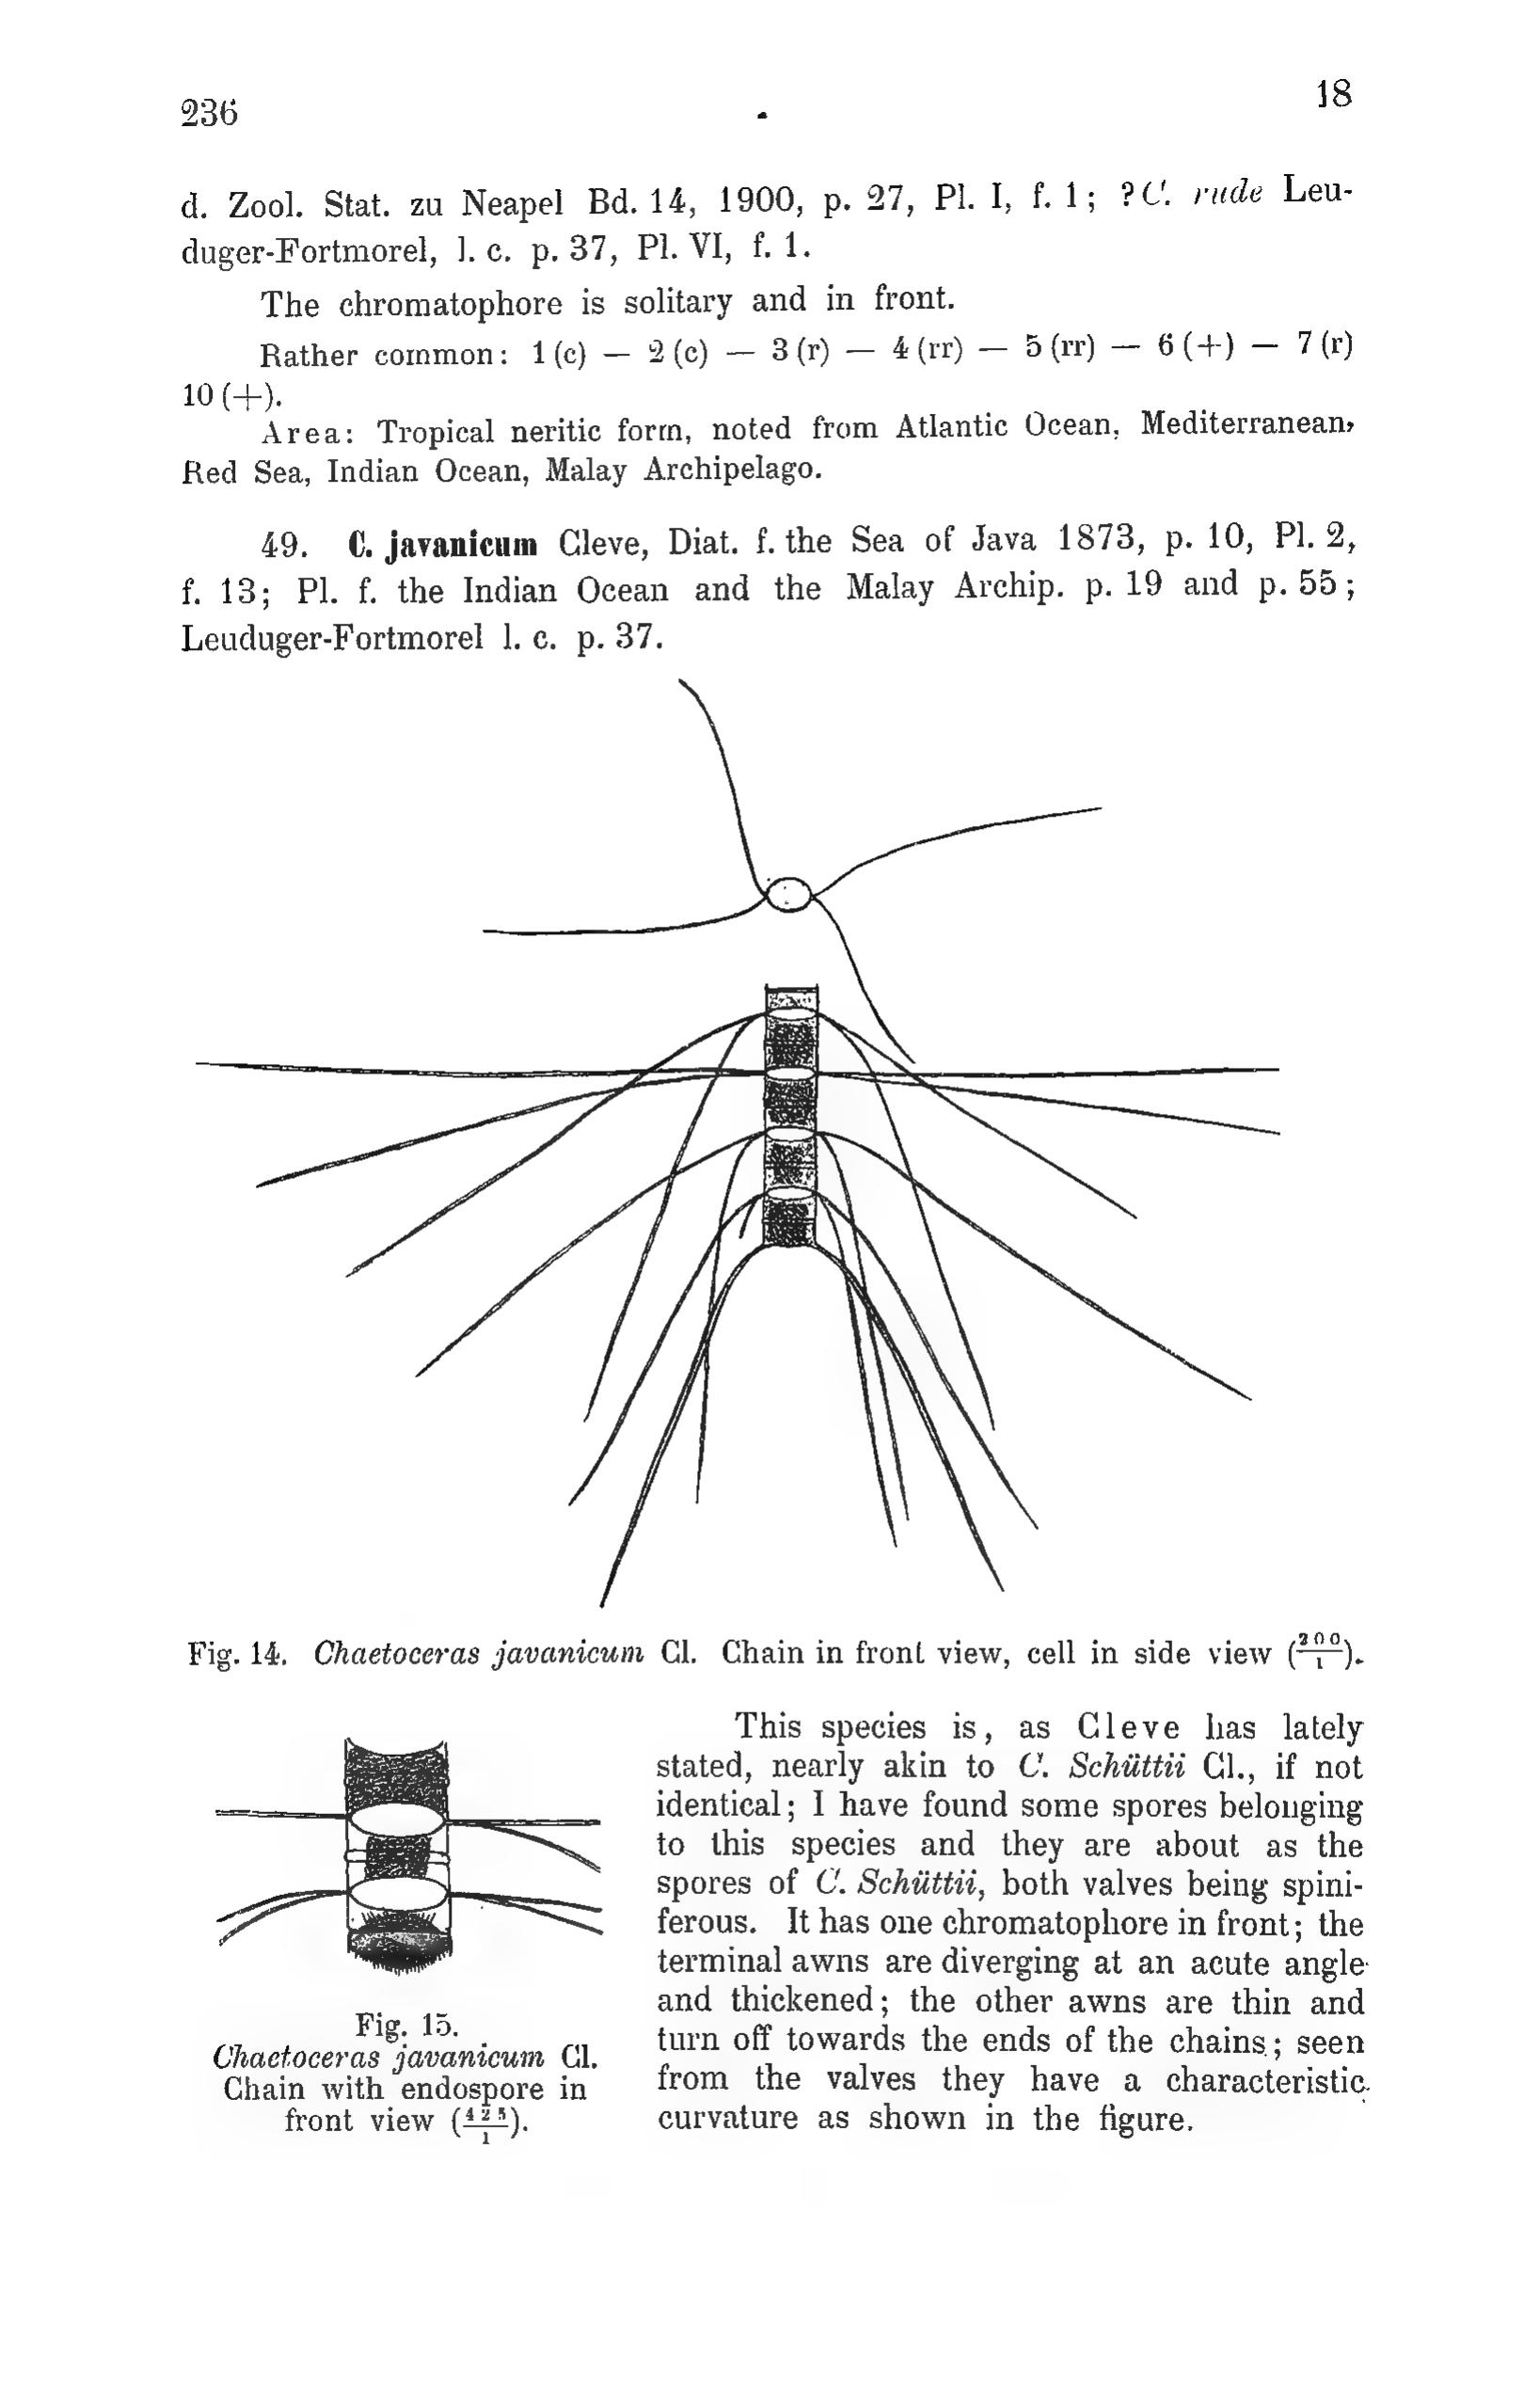 236
18
d. Zool. Stat. zu Neapel Bd. 14, 1900, p. 27, Pl. I, f. 1; ? C. rude Leu-
duger-Fortmorel, l. c. p. 37, Pl. VI, f. 1.
The chromatophore is solitary and in front.
Rather common: 1 (c) — 2 (c) — 3 (r) — 4 (rr) — 5 (rr) — 6 (+) — 7 (r)
10 (+).
Area: Tropical neritic form, noted from Atlantic Ocean, Mediterranean,
Red Sea, Indian Ocean, Malay Archipelago.
49. C. javanicum Cleve, Diat. f. the Sea of Java 1873, p. 10, Pl. 2,
f. 13; Pl. f. the Indian Ocean and the Malay Archip. p. 19 and p. 55;
Leuduger-Fortmorel l. c. p. 37.
Fig. 14. Chaetoceras javanicum Cl. Chain in front view, cell in side view (200/1).
This species is, as Cleve has lately
stated, nearly akin to C. Schüttii Cl., if not
identical; I have found some spores belonging
to this species and they are about as the
spores of C. Schüttii, both valves being spini-
ferous. It has one chromatophore in front; the
terminal awns are diverging at an acute angle
and thickened; the other awns are thin and
turn off towards the ends of the chains; seen
from the valves they have a characteristic
curvature as shown in the figure.
Fig. 15.
Chaetoceras javanicum Cl.
Chain with endospore in
front view (425/1).